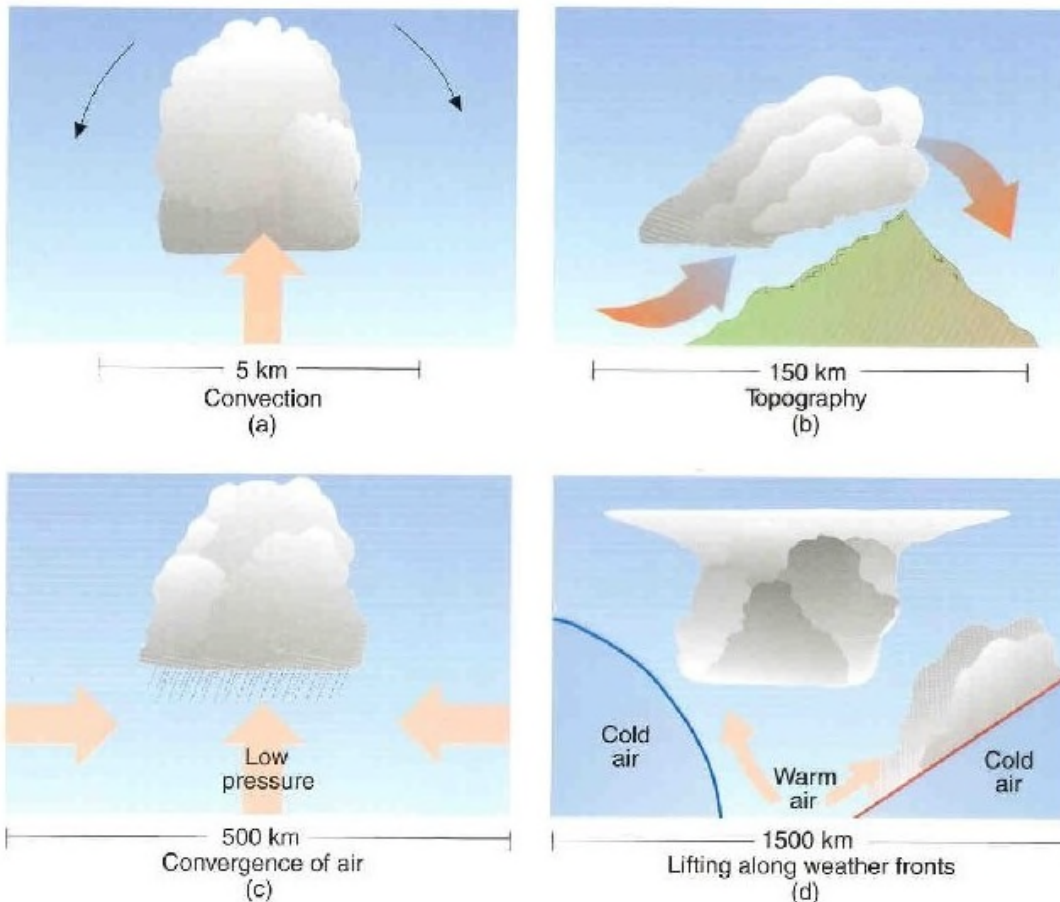 5 km
Convection
(a)
150 km
Topography
(b)
Low
pressure
500 km
Convergence of air
(c)
Cold
air
Warm
air
Cold
air
1500 km
Lifting along weather fronts
(d)